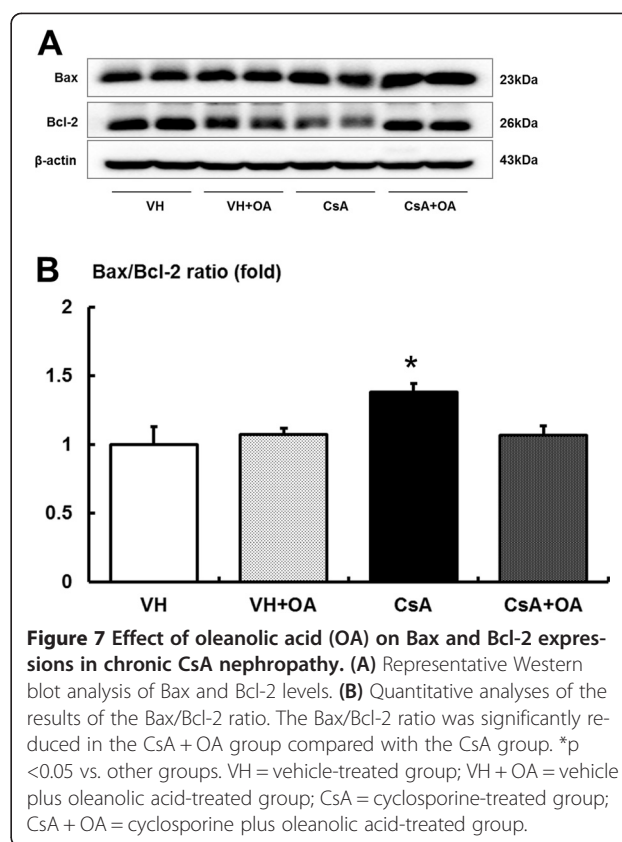 A
Bax 23kDa
Bcl-2 26kDa
β-actin 43kDa
VH VH+OA CsA CsA+OA
B Bax/Bcl-2 ratio (fold)
2
1.5
*
1
0.5
0
VH VH+OA CsA CsA+OA
Figure 7 Effect of oleanolic acid (OA) on Bax and Bcl-2 expres-
sions in chronic CsA nephropathy. (A) Representative Western
blot analysis of Bax and Bcl-2 levels. (B) Quantitative analyses of the
results of the Bax/Bcl-2 ratio. The Bax/Bcl-2 ratio was significantly re-
duced in the CsA + OA group compared with the CsA group. *p
<0.05 vs. other groups. VH = vehicle-treated group; VH + OA = vehicle
plus oleanolic acid-treated group; CsA = cyclosporine-treated group;
CsA + OA = cyclosporine plus oleanolic acid-treated group.